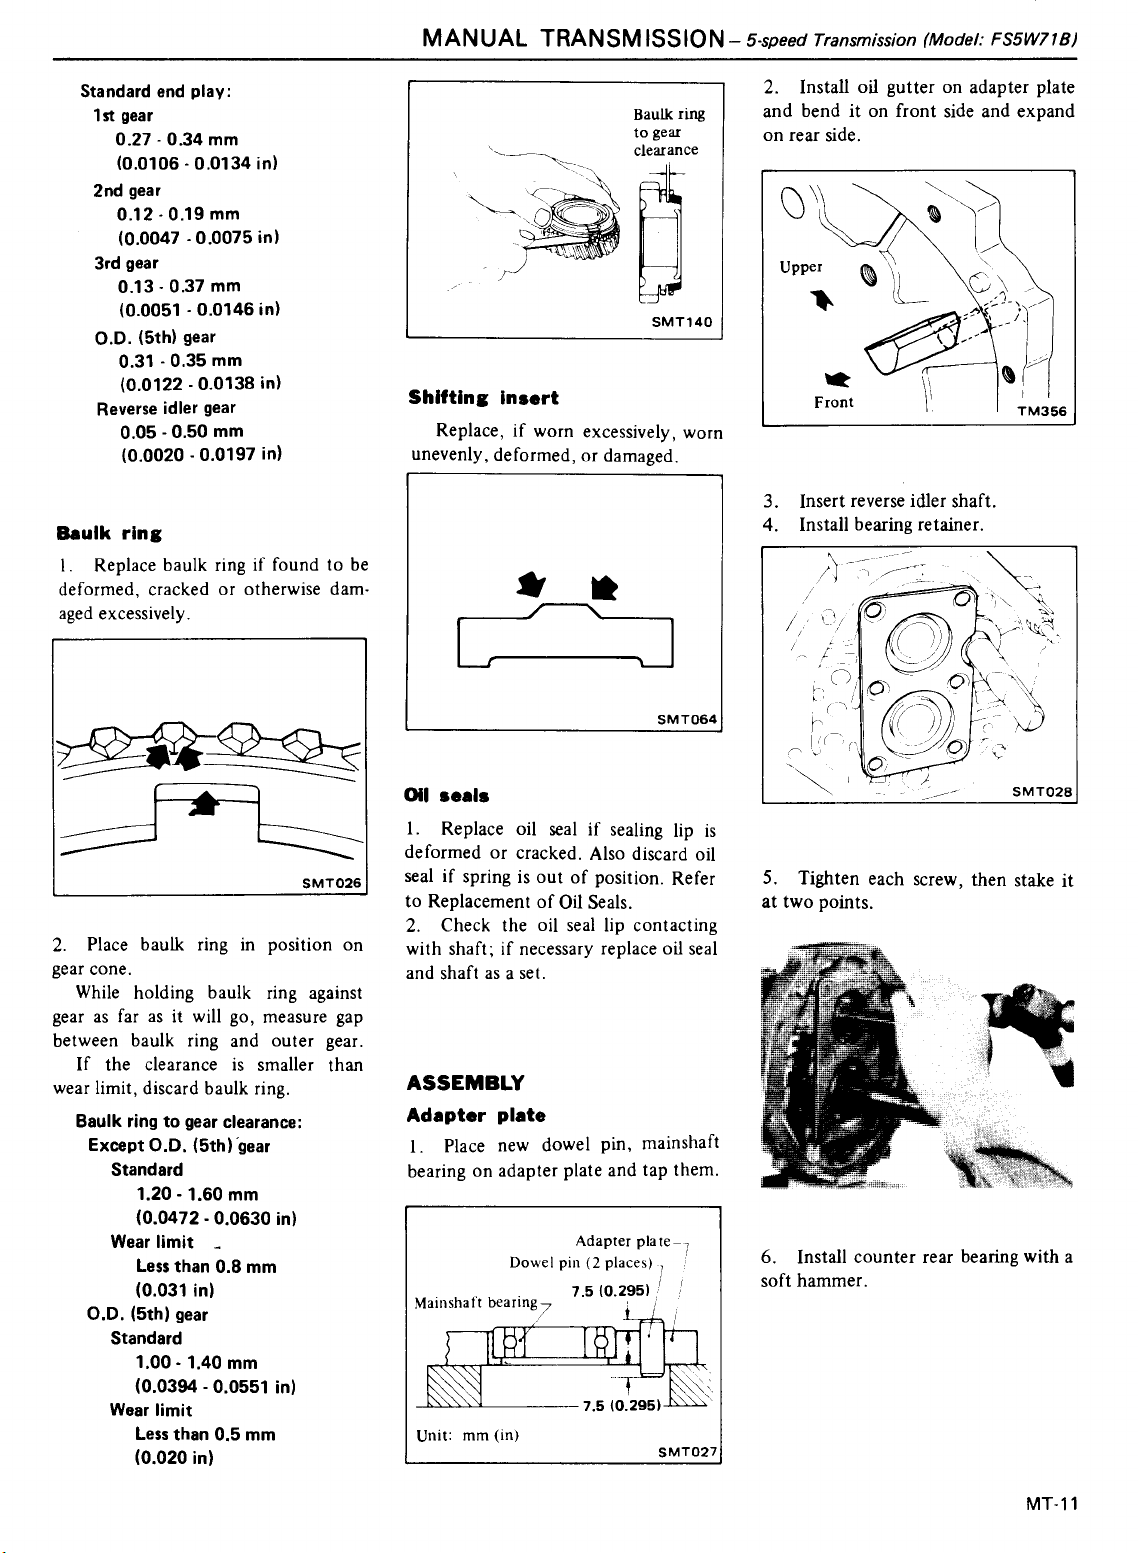 MANUAL TRANSMISSION – 5-speed Transmission (Model: FS5W71B)
Standard end play:
1st gear
0.27 - 0.34 mm
(0.0106 - 0.0134 in)
2nd gear
0.12 - 0.19 mm
(0.0047 - 0.0075 in)
3rd gear
0.13 - 0.37 mm
(0.0051 - 0.0146 in)
O.D. (5th) gear
0.31 - 0.35 mm
(0.0122 - 0.0138 in)
Reverse idler gear
0.05 - 0.50 mm
(0.0020 - 0.0197 in)
Baulk ring
1. Replace baulk ring if found to be
deformed, cracked or otherwise dam-
aged excessively.
SMT026
2. Place baulk ring in position on
gear cone.
While holding baulk ring against
gear as far as it will go, measure gap
between baulk ring and outer gear.
If the clearance is smaller than
wear limit, discard baulk ring.
Baulk ring to gear clearance:
Except O.D. (5th) gear
Standard
1.20 - 1.60 mm
(0.0472 - 0.0630 in)
Wear limit
Less than 0.8 mm
(0.031 in)
O.D. (5th) gear
Standard
1.00 - 1.40 mm
(0.0394 - 0.0551 in)
Wear limit
Less than 0.5 mm
(0.020 in)
Baulk ring
to gear
clearance
SMT140
Shifting insert
Replace, if worn excessively, worn
unevenly, deformed, or damaged.
SMT064
Oil seals
1. Replace oil seal if sealing lip is
deformed or cracked. Also discard oil
seal if spring is out of position. Refer
to Replacement of Oil Seals.
2. Check the oil seal lip contacting
with shaft; if necessary replace oil seal
and shaft as a set.
ASSEMBLY
Adapter plate
1. Place new dowel pin, mainshaft
bearing on adapter plate and tap them.
Adapter plate
Dowel pin (2 places)
7.5 (0.295)
Mainshaft bearing
7.5 (0.295)
Unit: mm (in)
SMT027
2. Install oil gutter on adapter plate
and bend it on front side and expand
on rear side.
Upper
Front
TM356
3. Insert reverse idler shaft.
4. Install bearing retainer.
SMT028
5. Tighten each screw, then stake it
at two points.
6. Install counter rear bearing with a
soft hammer.
MT-11